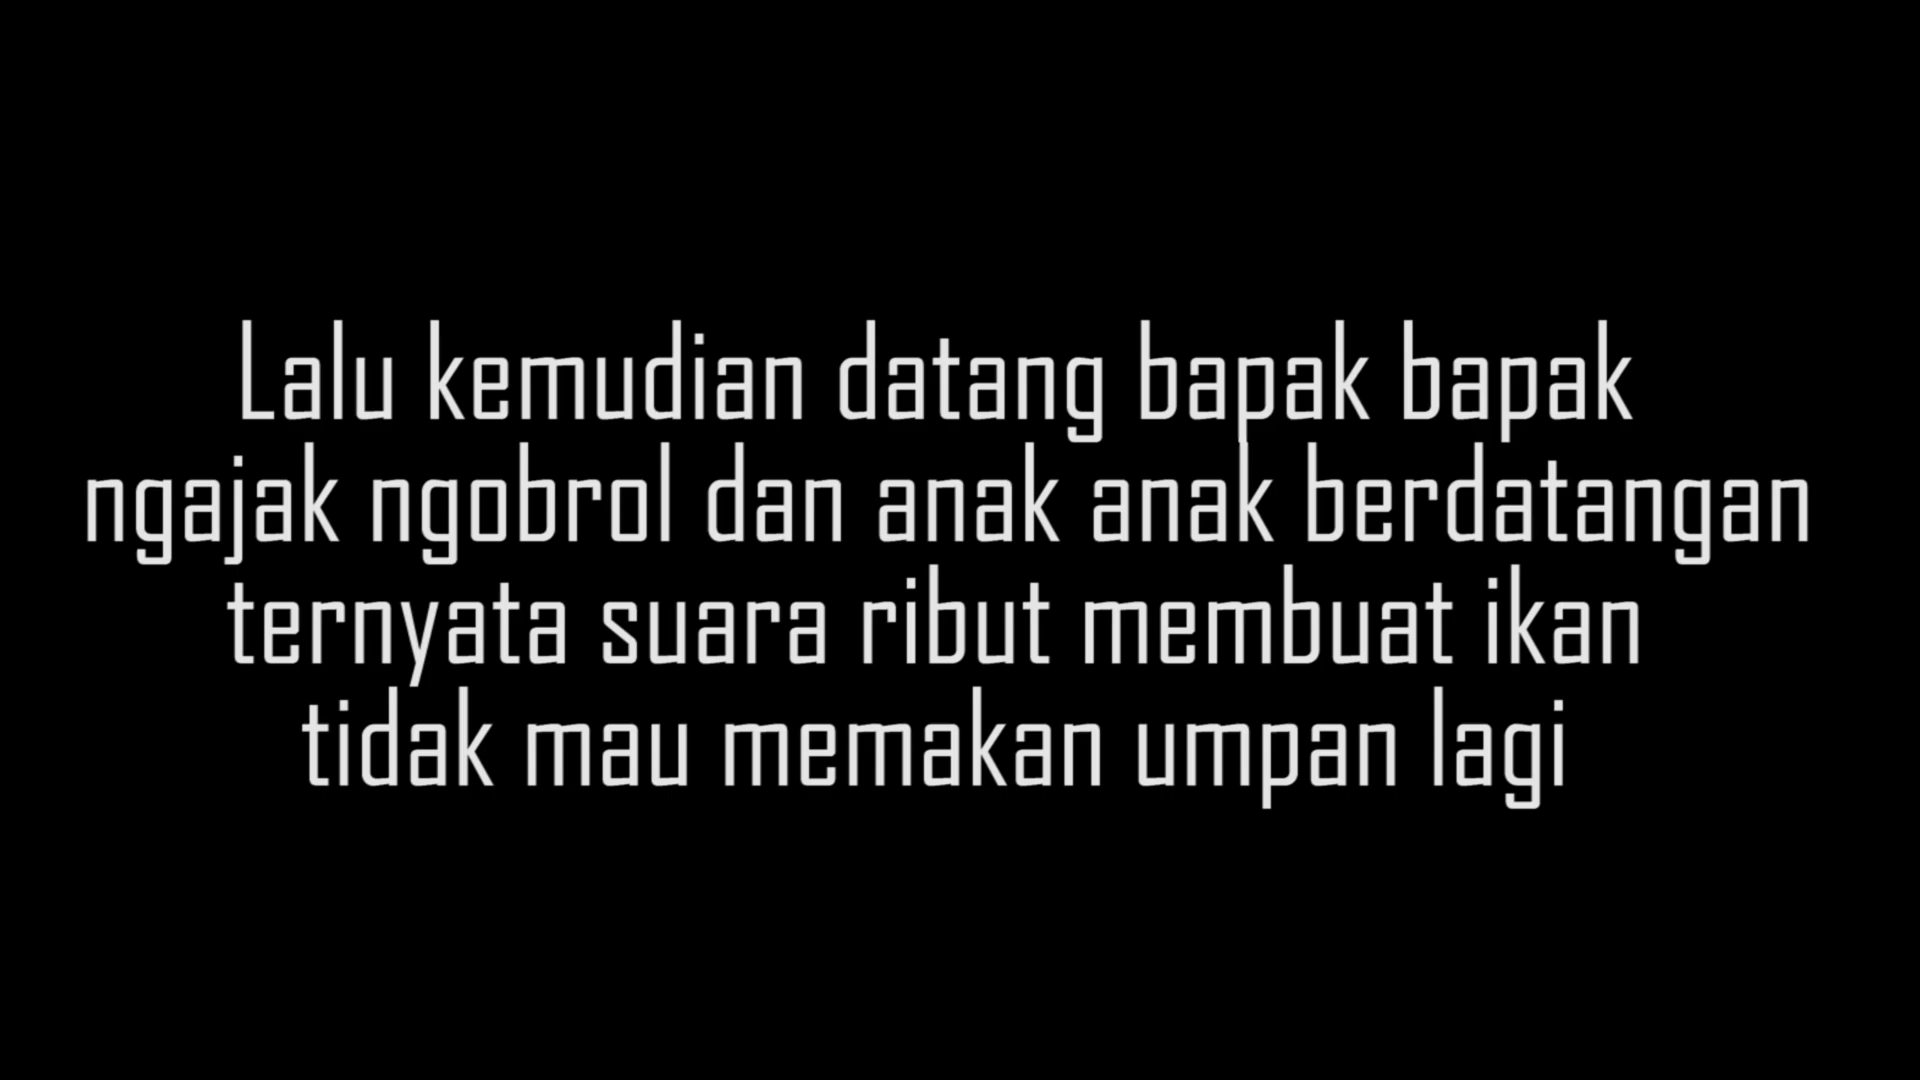 Lalu kemudian datang bapak bapak
ngajak ngobrol dan anak anak berdatangan
ternyata suara ribut membuat ikan
tidak mau memakan umpan lagi